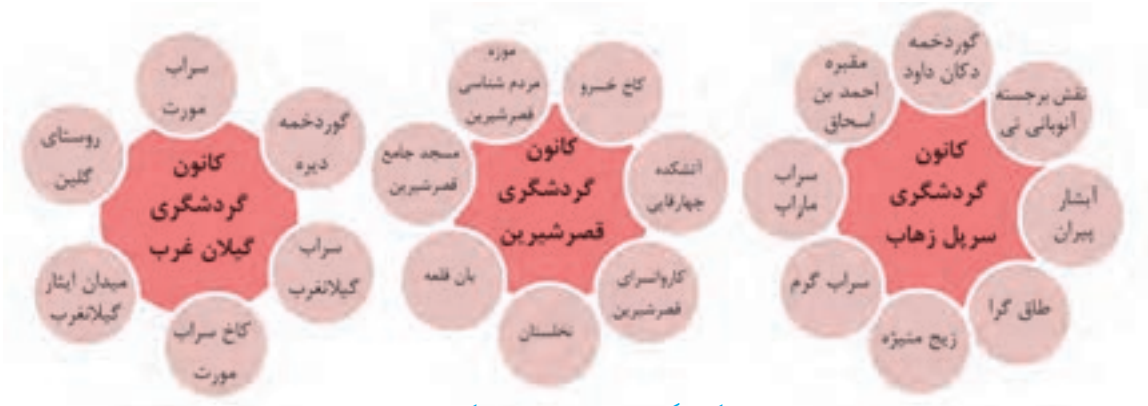 کانون
گردشگری
سرپل زهاب
گوردخمه
دکان داود
نقش برجسته
آنوبانی نی
آبشار
پیران
طاق گرا
زیج منیژه
سراب گرم
سراب
ماراب
مقبره
احمد بن
اسحاق
کانون
گردشگری
قصرشیرین
کاخ خسرو
آتشکده
چهارقاپی
کاروانسرای
قصرشیرین
نخلستان
بان قلعه
مسجد جامع
قصرشیرین
موزه
مردم شناسی
قصرشیرین
کانون
گردشگری
گیلان غرب
سراب
مورت
گوردخمه
دیره
سراب
گیلانغرب
کاخ سراب
مورت
میدان ایثار
گیلانغرب
روستای
گلین